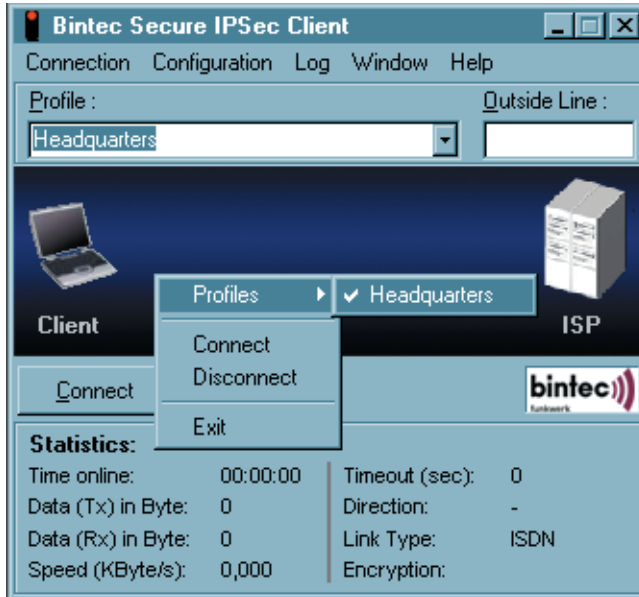 Bintec Secure IPSec Client
Connection Configuration Log Window Help
Profile : Outside Line :
Headquarters
Profiles ✓ Headquarters
Client ISP
Connect
Disconnect
Connect bintec
funkwerk
Exit
Statistics:
Time online: 00:00:00 Timeout (sec): 0
Data (Tx) in Byte: 0 Direction: -
Data (Rx) in Byte: 0 Link Type: ISDN
Speed (KByte/s): 0,000 Encryption: